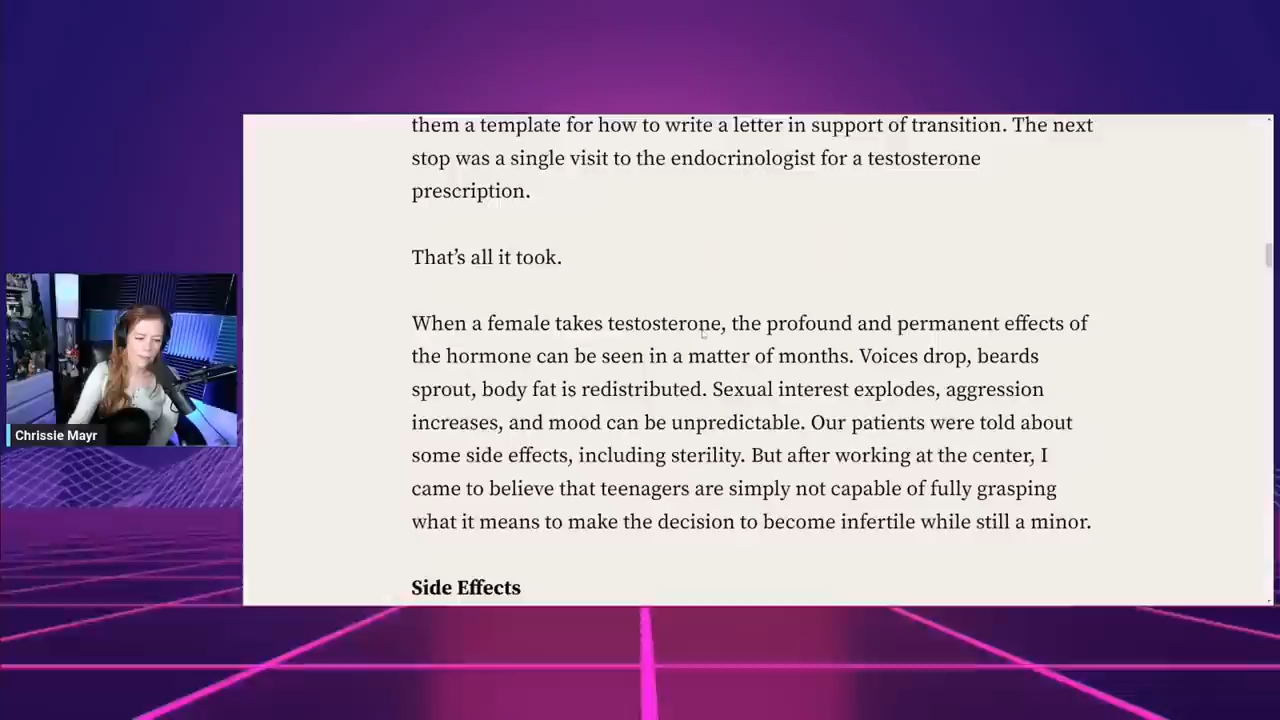 them a template for how to write a letter in support of transition. The next
stop was a single visit to the endocrinologist for a testosterone
prescription.
That’s all it took.
When a female takes testosterone, the profound and permanent effects of
the hormone can be seen in a matter of months. Voices drop, beards
sprout, body fat is redistributed. Sexual interest explodes, aggression
increases, and mood can be unpredictable. Our patients were told about
some side effects, including sterility. But after working at the center, I
came to believe that teenagers are simply not capable of fully grasping
what it means to make the decision to become infertile while still a minor.
Side Effects
Chrissie Mayr